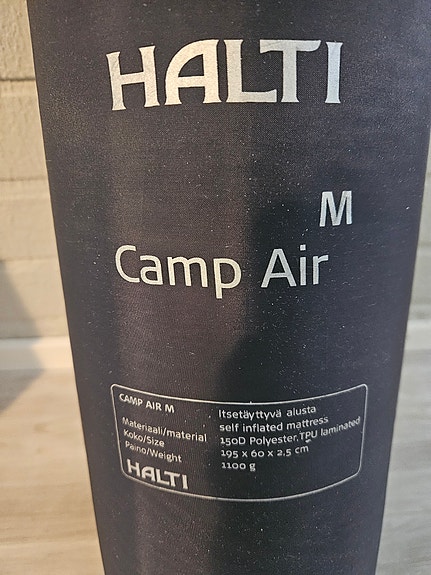 HALTI
M
Camp Air
CAMP AIR M
Itsetäyttyvä alusta
self inflated mattress
Materiaali/material 150D Polyester, TPU laminated
Koko/Size 195 x 60 x 2.5 cm
Paino/Weight 1100 g
HALTI